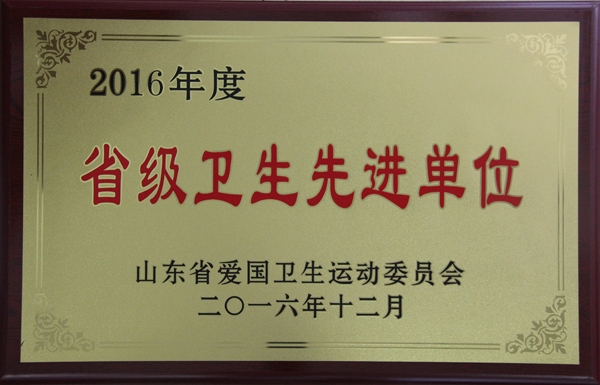 2016年度
省级卫生先进单位
山东省爱国卫生运动委员会
二〇一六年十二月